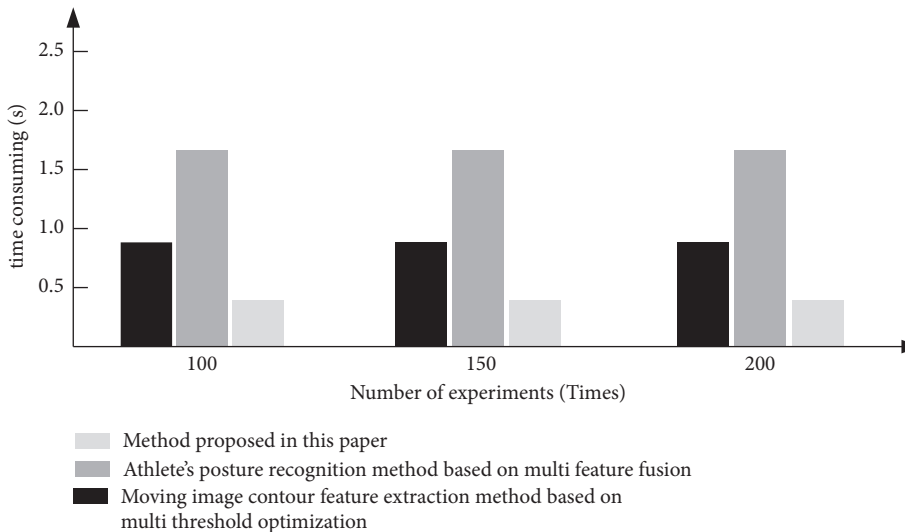 2.5
2.0
1.5
1.0
0.5
time consuming (s)
100
150
200
Number of experiments (Times)
Method proposed in this paper
Athlete's posture recognition method based on multi feature fusion
Moving image contour feature extraction method based on
multi threshold optimization